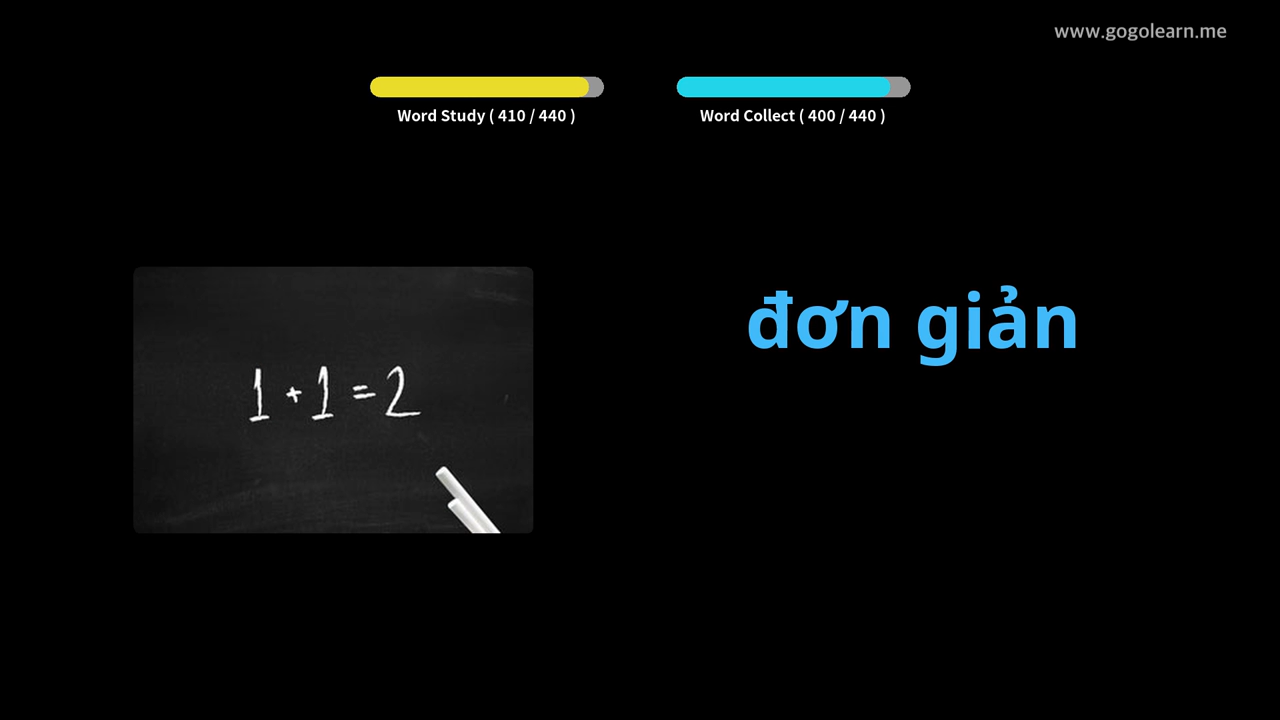 www.gogolearn.me
Word Study ( 410 / 440 )
Word Collect ( 400 / 440 )
đơn giản
1 + 1 = 2